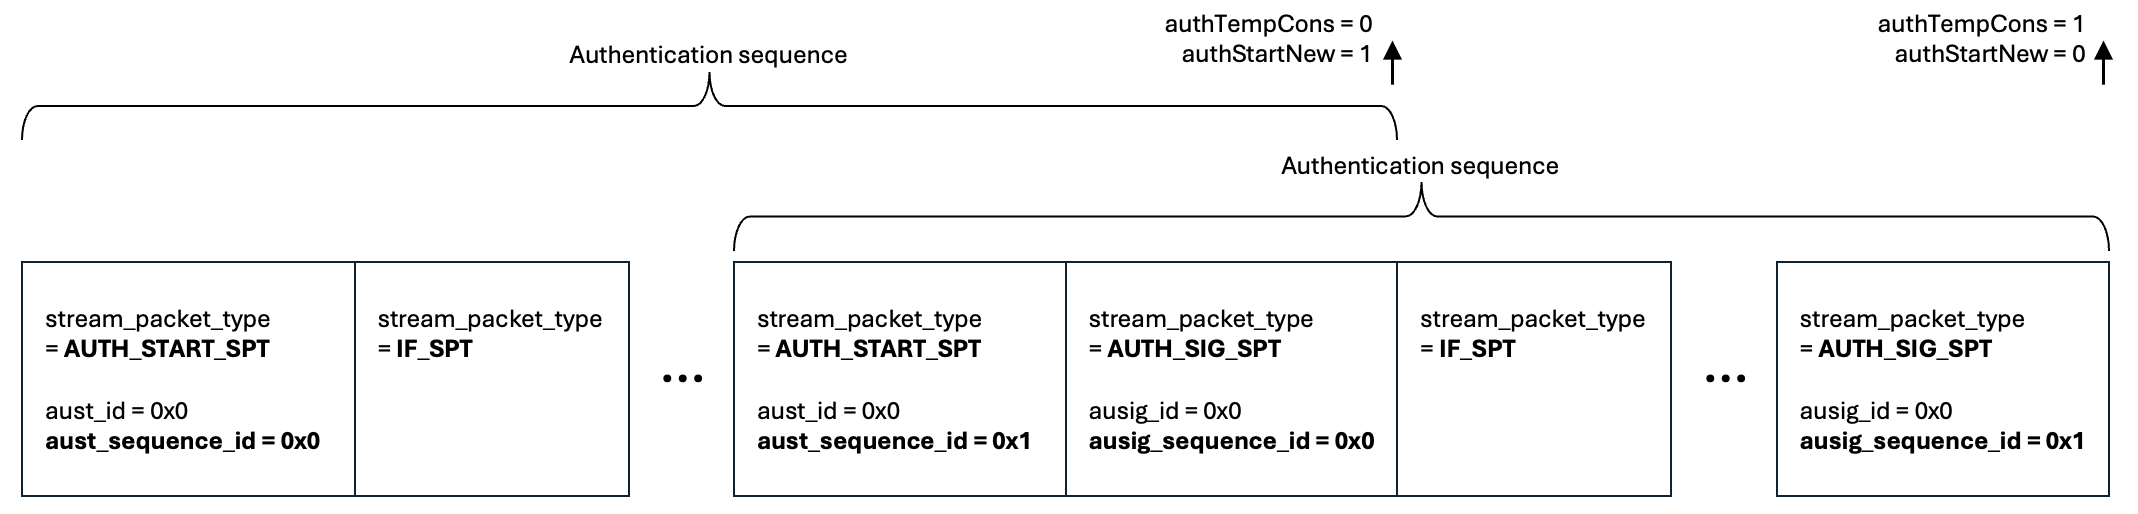 authTempCons = 0
authStartNew = 1
authTempCons = 1
authStartNew = 0
Authentication sequence
Authentication sequence
stream_packet_type
= AUTH_START_SPT
aust_id = 0x0
aust_sequence_id = 0x0
stream_packet_type
= IF_SPT
...
stream_packet_type
= AUTH_START_SPT
aust_id = 0x0
aust_sequence_id = 0x1
stream_packet_type
= AUTH_SIG_SPT
ausig_id = 0x0
ausig_sequence_id = 0x0
stream_packet_type
= IF_SPT
...
stream_packet_type
= AUTH_SIG_SPT
ausig_id = 0x0
ausig_sequence_id = 0x1